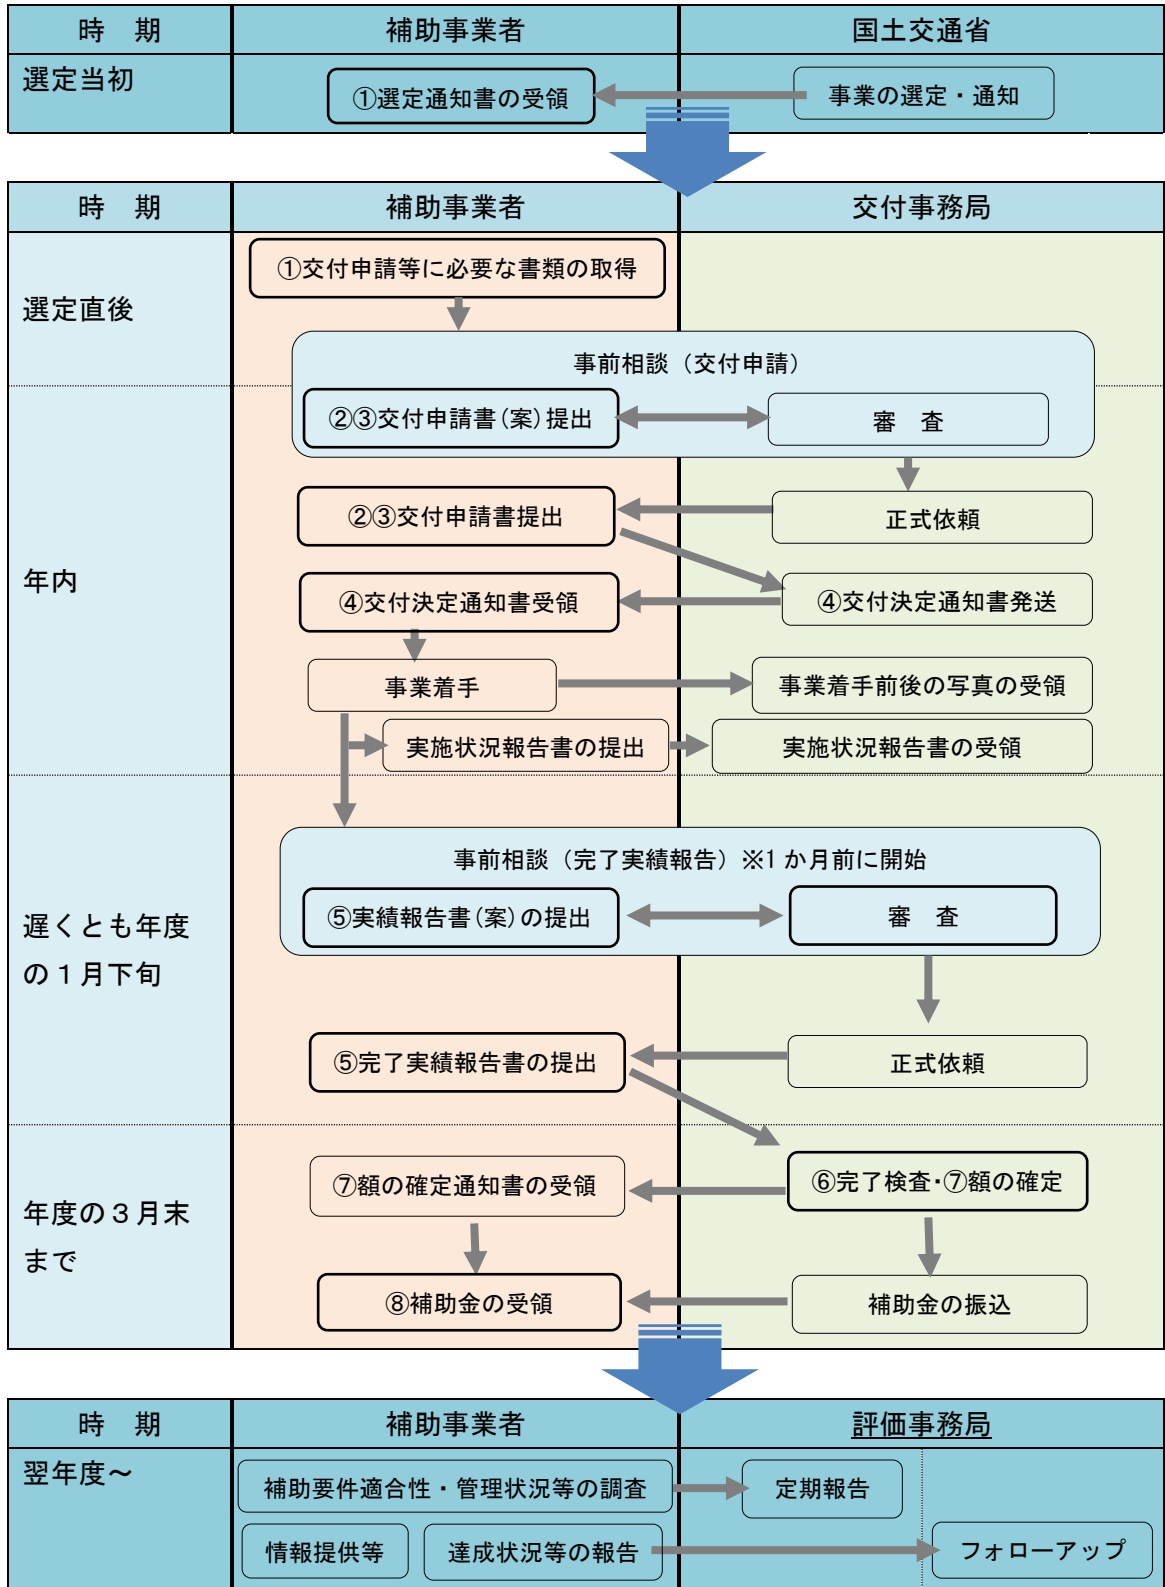 時　期
補助事業者
国土交通省
選定当初
①選定通知書の受領
事業の選定・通知
時　期
補助事業者
交付事務局
選定直後
①交付申請等に必要な書類の取得
事前相談（交付申請）
年内
②③交付申請書(案)提出
審　査
②③交付申請書提出
正式依頼
④交付決定通知書受領
④交付決定通知書発送
事業着手
事業着手前後の写真の受領
実施状況報告書の提出
実施状況報告書の受領
遅くとも年度
の１月下旬
事前相談（完了実績報告）※1か月前に開始
⑤実績報告書(案)の提出
審　査
⑤完了実績報告書の提出
正式依頼
年度の３月末
まで
⑦額の確定通知書の受領
⑥完了検査・⑦額の確定
⑧補助金の受領
補助金の振込
時　期
補助事業者
評価事務局
翌年度～
補助要件適合性・管理状況等の調査
定期報告
情報提供等
達成状況等の報告
フォローアップ